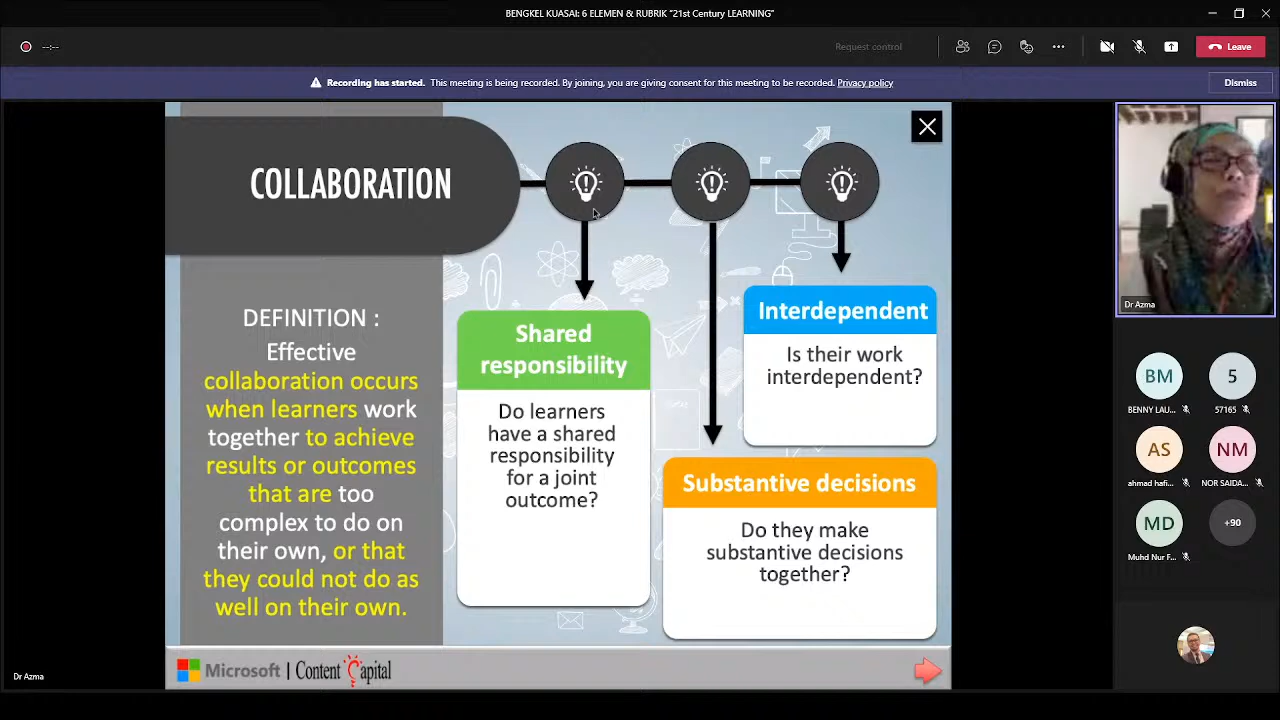 BENGKEL KUASAI: 6 ELEMEN & RUBRIK "21st Century LEARNING"
--:--
Request control
Leave
Recording has started. This meeting is being recorded. By joining, you are giving consent for this meeting to be recorded. Privacy policy
Dismiss
COLLABORATION
DEFINITION :
Effective
collaboration occurs
when learners work
together to achieve
results or outcomes
that are too
complex to do on
their own, or that
they could not do as
well on their own.
Shared
responsibility
Do learners
have a shared
responsibility
for a joint
outcome?
Substantive decisions
Do they make
substantive decisions
together?
Interdependent
Is their work
interdependent?
Microsoft | Content Capital
Dr Azma
Dr Azma
BM
BENNY LAU...
5
57165
AS
ahmad hafi...
NM
NOR SAIDA...
MD
Muhd Nur F...
+90